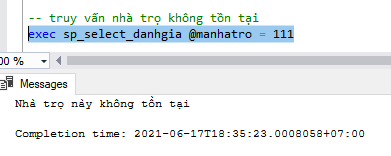 -- truy vấn nhà trọ không tồn tại
exec sp_select_danhgia @manhatro = 111
00 %
Messages
Nhà trọ này không tồn tại
Completion time: 2021-06-17T18:35:23.0008058+07:00